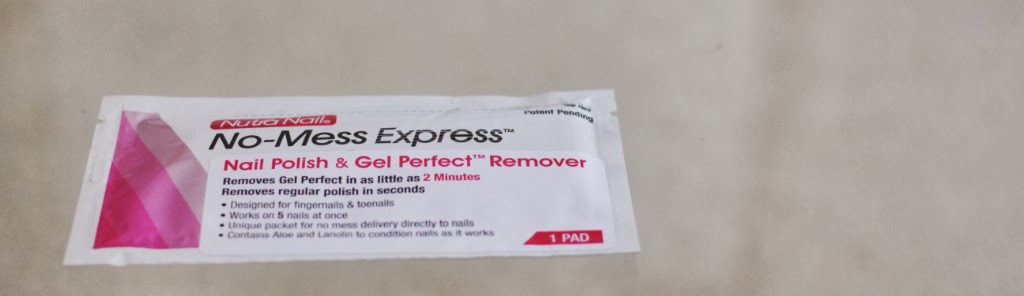 Nutra Nail®
Patent Pending
No-Mess Express™
Nail Polish & Gel Perfect™ Remover
Removes Gel Perfect in as little as 2 Minutes
Removes regular polish in seconds
• Designed for fingernails & toenails
• Works on 5 nails at once
• Unique packet for no mess delivery directly to nails
• Contains Aloe and Lanolin to condition nails as it works
1 PAD